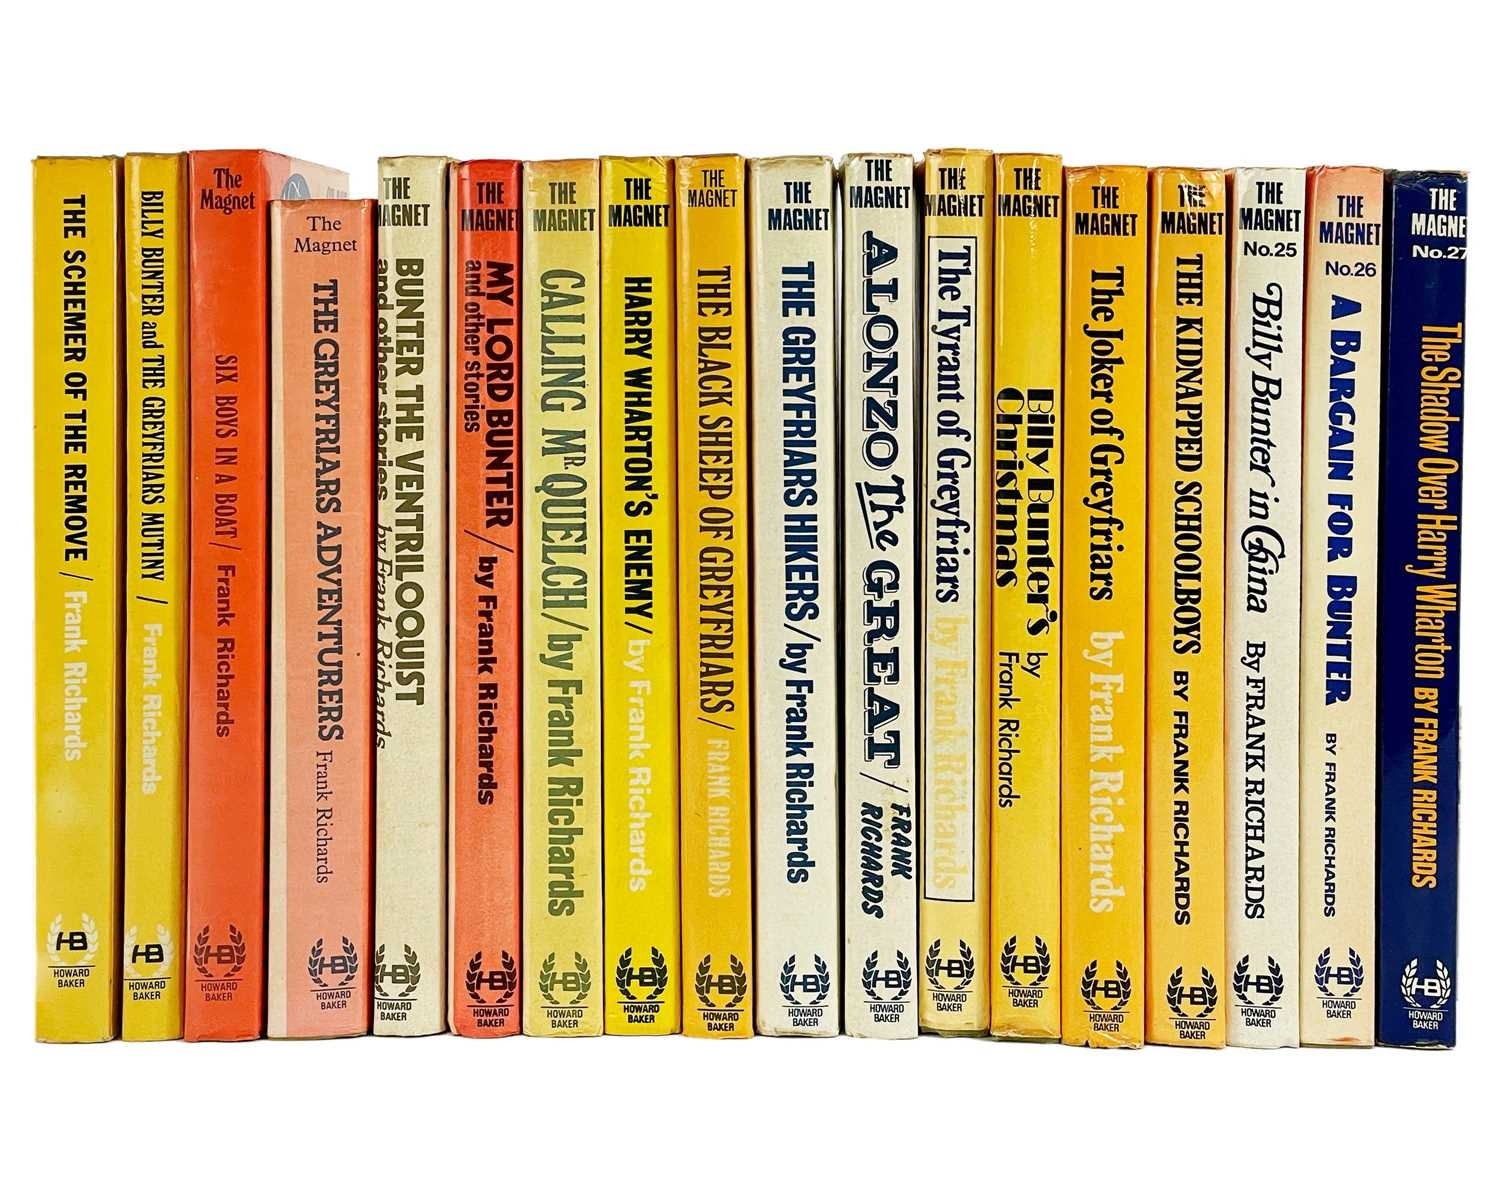 THE SCHEMER OF THE REMOVE / Frank Richards
HB
HOWARD
BAKER
BILLY BUNTER and THE GREYFRIARS MUTINY / Frank Richards
HB
HOWARD
BAKER
The
Magnet
SIX BOYS IN A BOAT / Frank Richards
HB
HOWARD
BAKER
The
Magnet
THE GREYFRIARS ADVENTURERS Frank Richards
HB
HOWARD
BAKER
THE
MAGNET
BUNTER THE VENTRILOQUIST
and other stories by Frank Richards
HB
HOWARD
BAKER
THE
MAGNET
MY LORD BUNTER / by Frank Richards
and other stories
HB
HOWARD
BAKER
THE
MAGNET
CALLING MR QUELCH / by Frank Richards
HB
HOWARD
BAKER
THE
MAGNET
HARRY WHARTON'S ENEMY / by Frank Richards
HB
HOWARD
BAKER
THE
MAGNET
THE BLACK SHEEP OF GREYFRIARS / FRANK RICHARDS
HB
HOWARD
BAKER
THE
MAGNET
THE GREYFRIARS HIKERS / by Frank Richards
HB
HOWARD
BAKER
THE
MAGNET
ALONZO The GREAT / FRANK
RICHARDS
HB
HOWARD
BAKER
THE
MAGNET
The Tyrant of Greyfriars by Frank Richards
HB
HOWARD
BAKER
THE
MAGNET
Billy Bunter's by
Christmas Frank Richards
HB
HOWARD
BAKER
THE
MAGNET
The Joker of Greyfriars by Frank Richards
HB
HOWARD
BAKER
THE
MAGNET
THE KIDNAPPED SCHOOLBOYS BY FRANK RICHARDS
HB
HOWARD
BAKER
THE
MAGNET
No.25
Billy Bunter in China By FRANK RICHARDS
HB
HOWARD
BAKER
THE
MAGNET
No.26
A BARGAIN FOR BUNTER BY FRANK RICHARDS
HB
HOWARD
BAKER
THE
MAGNET
No.27
The Shadow Over Harry Wharton BY FRANK RICHARDS
HB
HOWARD
BAKER